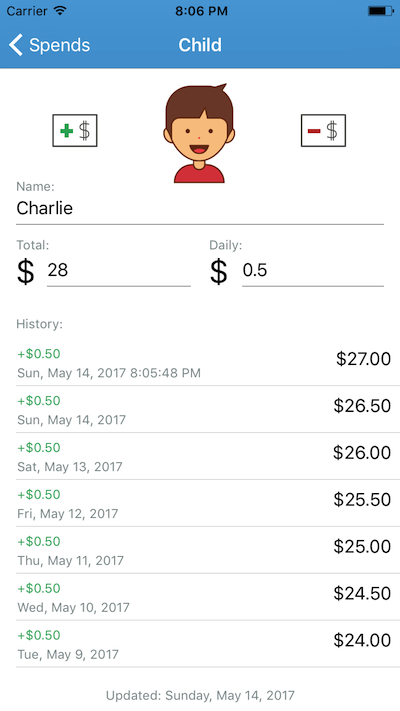 Carrier 8:06 PM
Spends Child
+ $ - $
Name:
Charlie
Total: Daily:
$ 28 $ 0.5
History:
+$0.50
$27.00
Sun, May 14, 2017 8:05:48 PM
+$0.50
$26.50
Sun, May 14, 2017
+$0.50
$26.00
Sat, May 13, 2017
+$0.50
$25.50
Fri, May 12, 2017
+$0.50
$25.00
Thu, May 11, 2017
+$0.50
$24.50
Wed, May 10, 2017
+$0.50
$24.00
Tue, May 9, 2017
Updated: Sunday, May 14, 2017